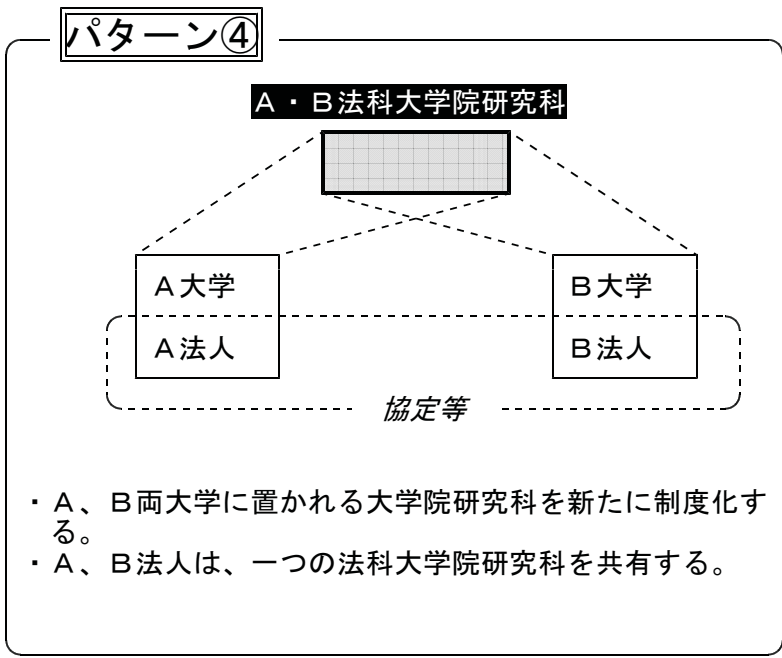 パターン④
A・B法科大学院研究科
A大学
B大学
A法人
B法人
協定等
・A、B両大学に置かれる大学院研究科を新たに制度化す
る。
・A、B法人は、一つの法科大学院研究科を共有する。